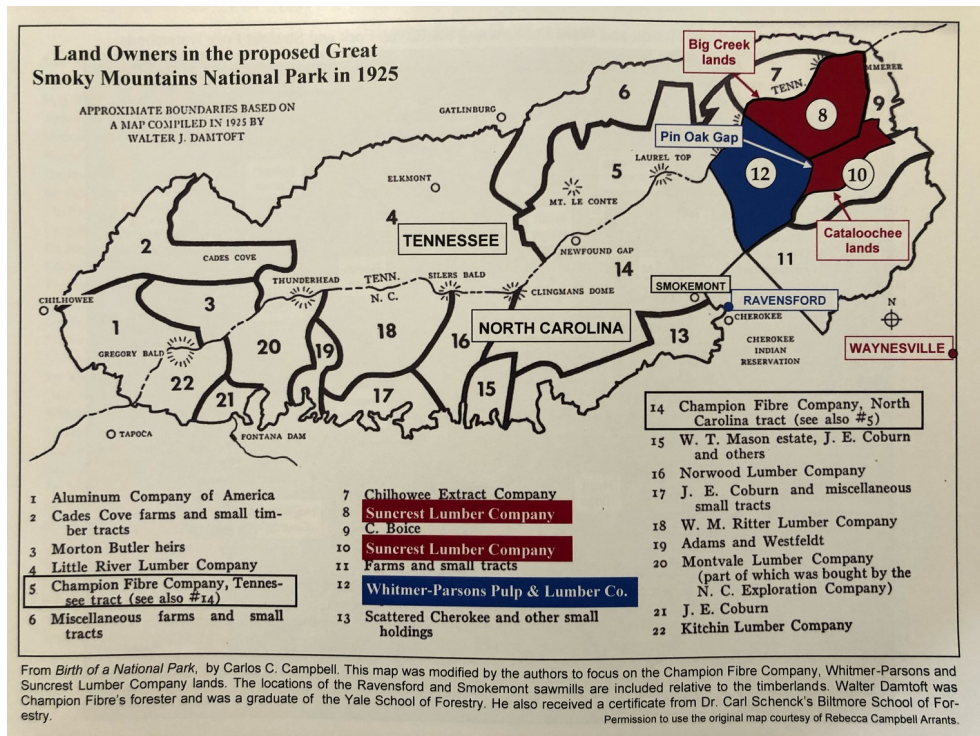 Land Owners in the proposed Great
Smoky Mountains National Park in 1925
APPROXIMATE BOUNDARIES BASED ON
A MAP COMPILED IN 1925 BY
WALTER J. DAMTOFT
Big Creek
lands
7
TENN.
MMERER
6
GATLINBURG
8
9
Pin Oak Gap
LAUREL TOP
5
12
10
ELKMONT
MT. LE CONTE
4
TENNESSEE
Cataloochee
lands
2
CADES COVE
NEWFOUND GAP
11
14
THUNDERHEAD
TENN.
N. C.
SILERS BALD
CLINGMANS DOME
SMOKEMONT
RAVENSFORD
CHILHOWEE
3
N
CHEROKEE
1
18
NORTH CAROLINA
13
GREGORY BALD
20
19
16
CHEROKEE
INDIAN
RESERVATION
WAYNESVILLE
22
21
17
15
TAPOCA
FONTANA DAM
1 Aluminum Company of America
2 Cades Cove farms and small tim-
ber tracts
3 Morton Butler heirs
4 Little River Lumber Company
5 Champion Fibre Company, Tennes-
see tract (see also #14)
6 Miscellaneous farms and small
tracts
7 Chilhowee Extract Company
8 Suncrest Lumber Company
9 C. Boice
10 Suncrest Lumber Company
11 Farms and small tracts
12 Whitmer-Parsons Pulp & Lumber Co.
13 Scattered Cherokee and other small
holdings
14 Champion Fibre Company, North
Carolina tract (see also #5)
15 W. T. Mason estate, J. E. Coburn
and others
16 Norwood Lumber Company
17 J. E. Coburn and miscellaneous
small tracts
18 W. M. Ritter Lumber Company
19 Adams and Westfeldt
20 Montvale Lumber Company
(part of which was bought by the
N. C. Exploration Company)
21 J. E. Coburn
22 Kitchin Lumber Company
From Birth of a National Park, by Carlos C. Campbell. This map was modified by the authors to focus on the Champion Fibre Company, Whitmer-Parsons and
Suncrest Lumber Company lands. The locations of the Ravensford and Smokemont sawmills are included relative to the timberlands. Walter Damtoft was
Champion Fibre's forester and was a graduate of the Yale School of Forestry. He also received a certificate from Dr. Carl Schenck's Biltmore School of For-
estry.
Permission to use the original map courtesy of Rebecca Campbell Arrants.